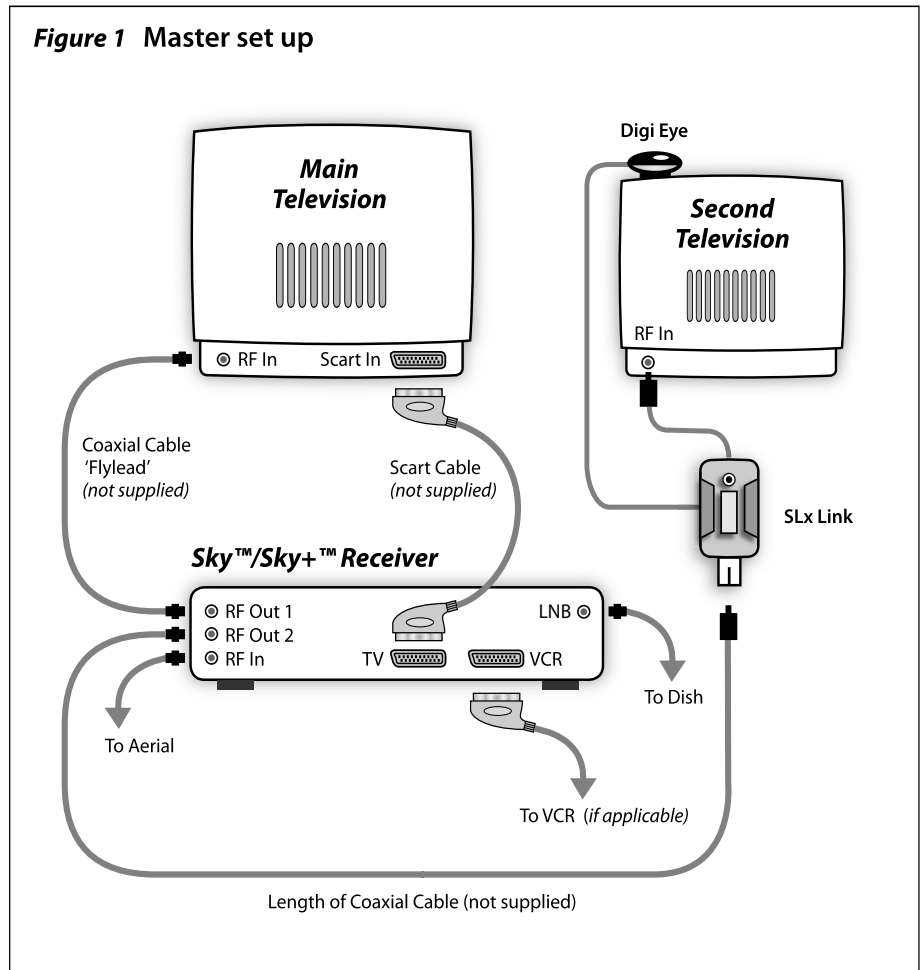 Figure 1 Master set up
Digi Eye
Main
Television
Second
Television
RF In
RF In
Scart In
Coaxial Cable
'Flylead'
(not supplied)
Scart Cable
(not supplied)
SLx Link
Sky™/Sky+™ Receiver
RF Out 1
RF Out 2
RF In
TV
VCR
LNB
To Dish
To Aerial
To VCR (if applicable)
Length of Coaxial Cable (not supplied)